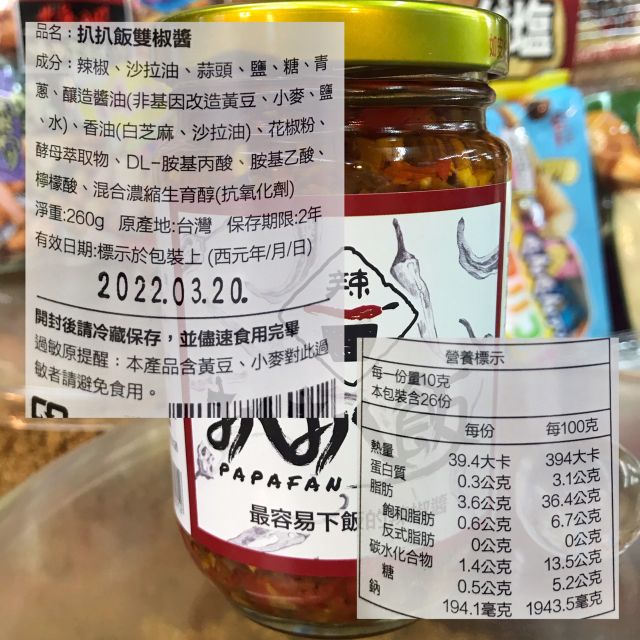 品名：扒扒飯雙椒醬
成分：辣椒、沙拉油、蒜頭、鹽、糖、青
蔥、釀造醬油(非基因改造黃豆、小麥、鹽
、水)、香油(白芝麻、沙拉油)、花椒粉、
酵母萃取物、DL-胺基丙酸、胺基乙酸、
檸檬酸、混合濃縮生育醇(抗氧化劑)
淨重:260g 原產地:台灣 保存期限:2年
有效日期:標示於包裝上 (西元年/月/日)
2022.03.20.
開封後請冷藏保存，並儘速食用完畢
過敏原提醒：本產品含黃豆、小麥對此過
敏者請避免食用。
鹽
辣
PAPAFAN
最容易下飯的
營養標示
每一份量10克
本包裝含26份
每份 每100克
熱量 39.4大卡 394大卡
蛋白質 0.3公克 3.1公克
脂肪 3.6公克 36.4公克
飽和脂肪 0.6公克 6.7公克
反式脂肪 0公克 0公克
碳水化合物 1.4公克 13.5公克
糖 0.5公克 5.2公克
鈉 194.1毫克 1943.5毫克